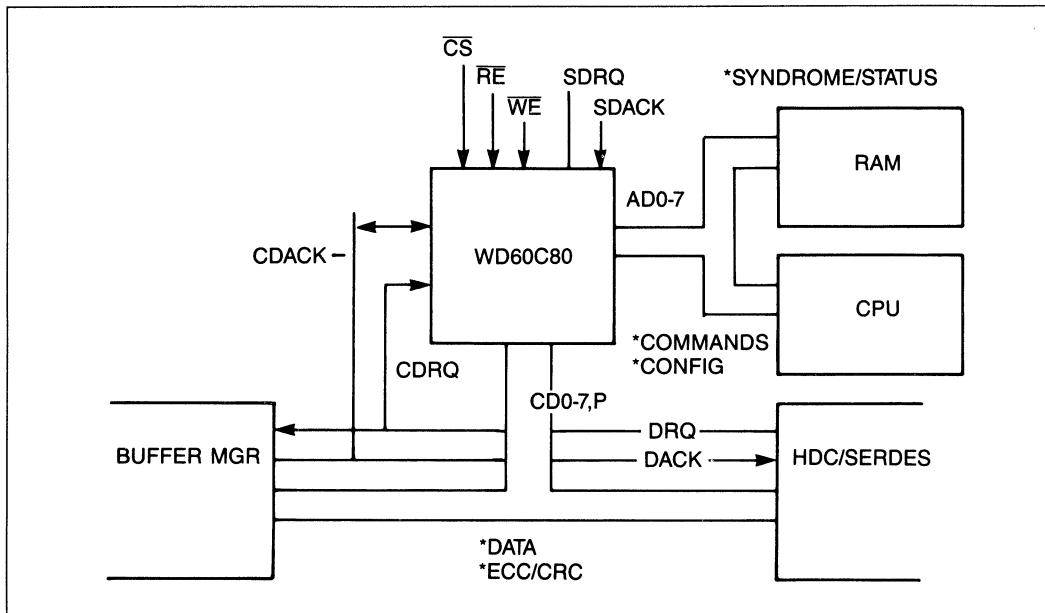 CS
RE
SDRQ
*SYNDROME/STATUS
WE
SDACK
RAM
AD0-7
WD60C80
CDACK –
CPU
*COMMANDS
*CONFIG
CDRQ
CD0-7,P
DRQ
BUFFER MGR
DACK
HDC/SERDES
*DATA
*ECC/CRC